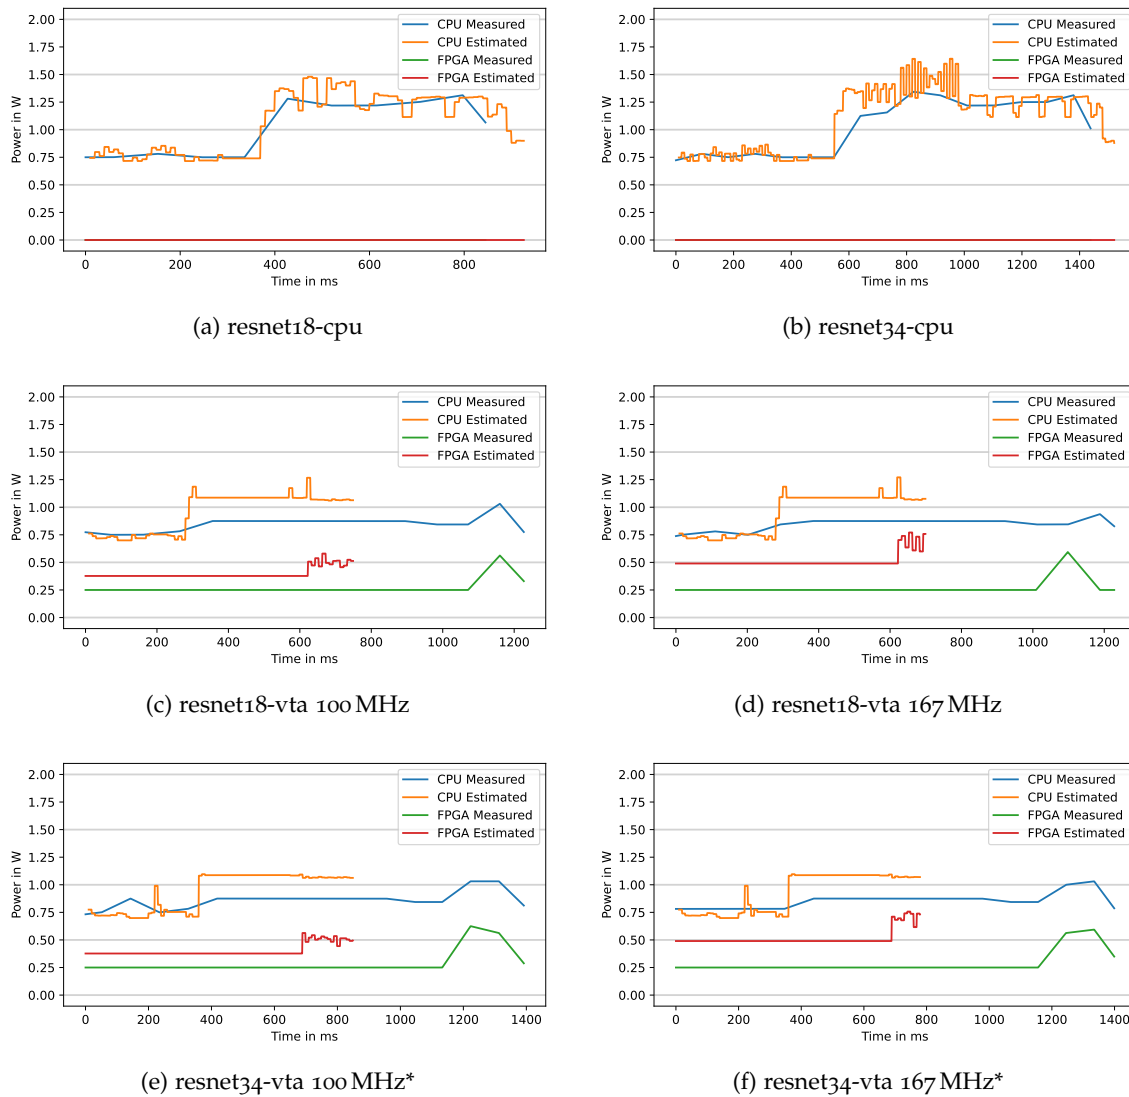 2.00
1.75
1.50
1.25
1.00
0.75
0.50
0.25
0.00
Power in W
CPU Measured
CPU Estimated
FPGA Measured
FPGA Estimated
0 200 400 600 800
Time in ms
(a) resnet18-cpu
2.00
1.75
1.50
1.25
1.00
0.75
0.50
0.25
0.00
Power in W
CPU Measured
CPU Estimated
FPGA Measured
FPGA Estimated
0 200 400 600 800 1000 1200 1400
Time in ms
(b) resnet34-cpu
2.00
1.75
1.50
1.25
1.00
0.75
0.50
0.25
0.00
Power in W
CPU Measured
CPU Estimated
FPGA Measured
FPGA Estimated
0 200 400 600 800 1000 1200
Time in ms
(c) resnet18-vta 100 MHz
2.00
1.75
1.50
1.25
1.00
0.75
0.50
0.25
0.00
Power in W
CPU Measured
CPU Estimated
FPGA Measured
FPGA Estimated
0 200 400 600 800 1000 1200
Time in ms
(d) resnet18-vta 167 MHz
2.00
1.75
1.50
1.25
1.00
0.75
0.50
0.25
0.00
Power in W
CPU Measured
CPU Estimated
FPGA Measured
FPGA Estimated
0 200 400 600 800 1000 1200 1400
Time in ms
(e) resnet34-vta 100 MHz*
2.00
1.75
1.50
1.25
1.00
0.75
0.50
0.25
0.00
Power in W
CPU Measured
CPU Estimated
FPGA Measured
FPGA Estimated
0 200 400 600 800 1000 1200 1400
Time in ms
(f) resnet34-vta 167 MHz*